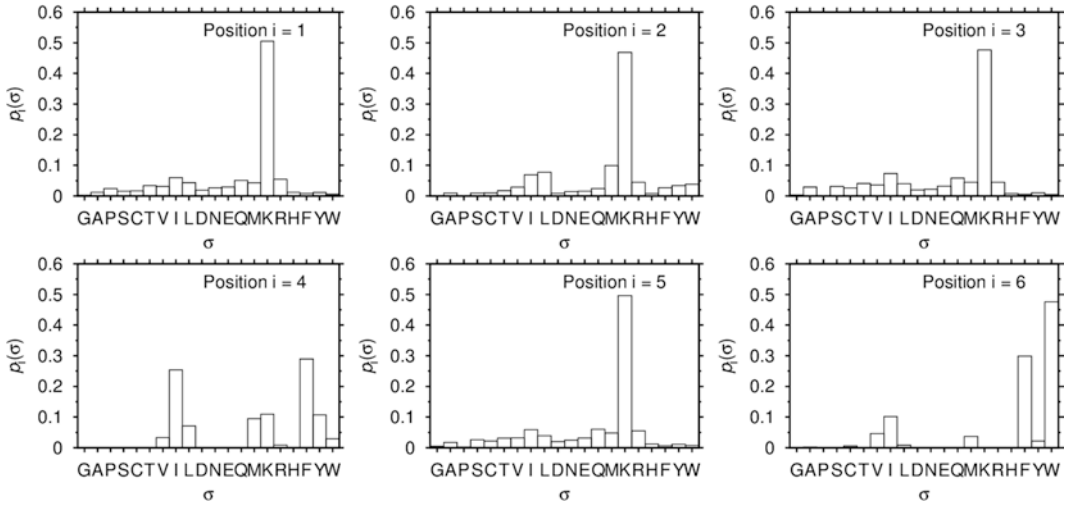 Position i = 1
0.6
0.5
0.4
0.3
0.2
0.1
0
p_i(σ)
GAPSCTVILDNEQMKRHFYW
σ
Position i = 2
0.6
0.5
0.4
0.3
0.2
0.1
0
p_i(σ)
GAPSCTVILDNEQMKRHFYW
σ
Position i = 3
0.6
0.5
0.4
0.3
0.2
0.1
0
p_i(σ)
GAPSCTVILDNEQMKRHFYW
σ
Position i = 4
0.6
0.5
0.4
0.3
0.2
0.1
0
p_i(σ)
GAPSCTVILDNEQMKRHFYW
σ
Position i = 5
0.6
0.5
0.4
0.3
0.2
0.1
0
p_i(σ)
GAPSCTVILDNEQMKRHFYW
σ
Position i = 6
0.6
0.5
0.4
0.3
0.2
0.1
0
p_i(σ)
GAPSCTVILDNEQMKRHFYW
σ